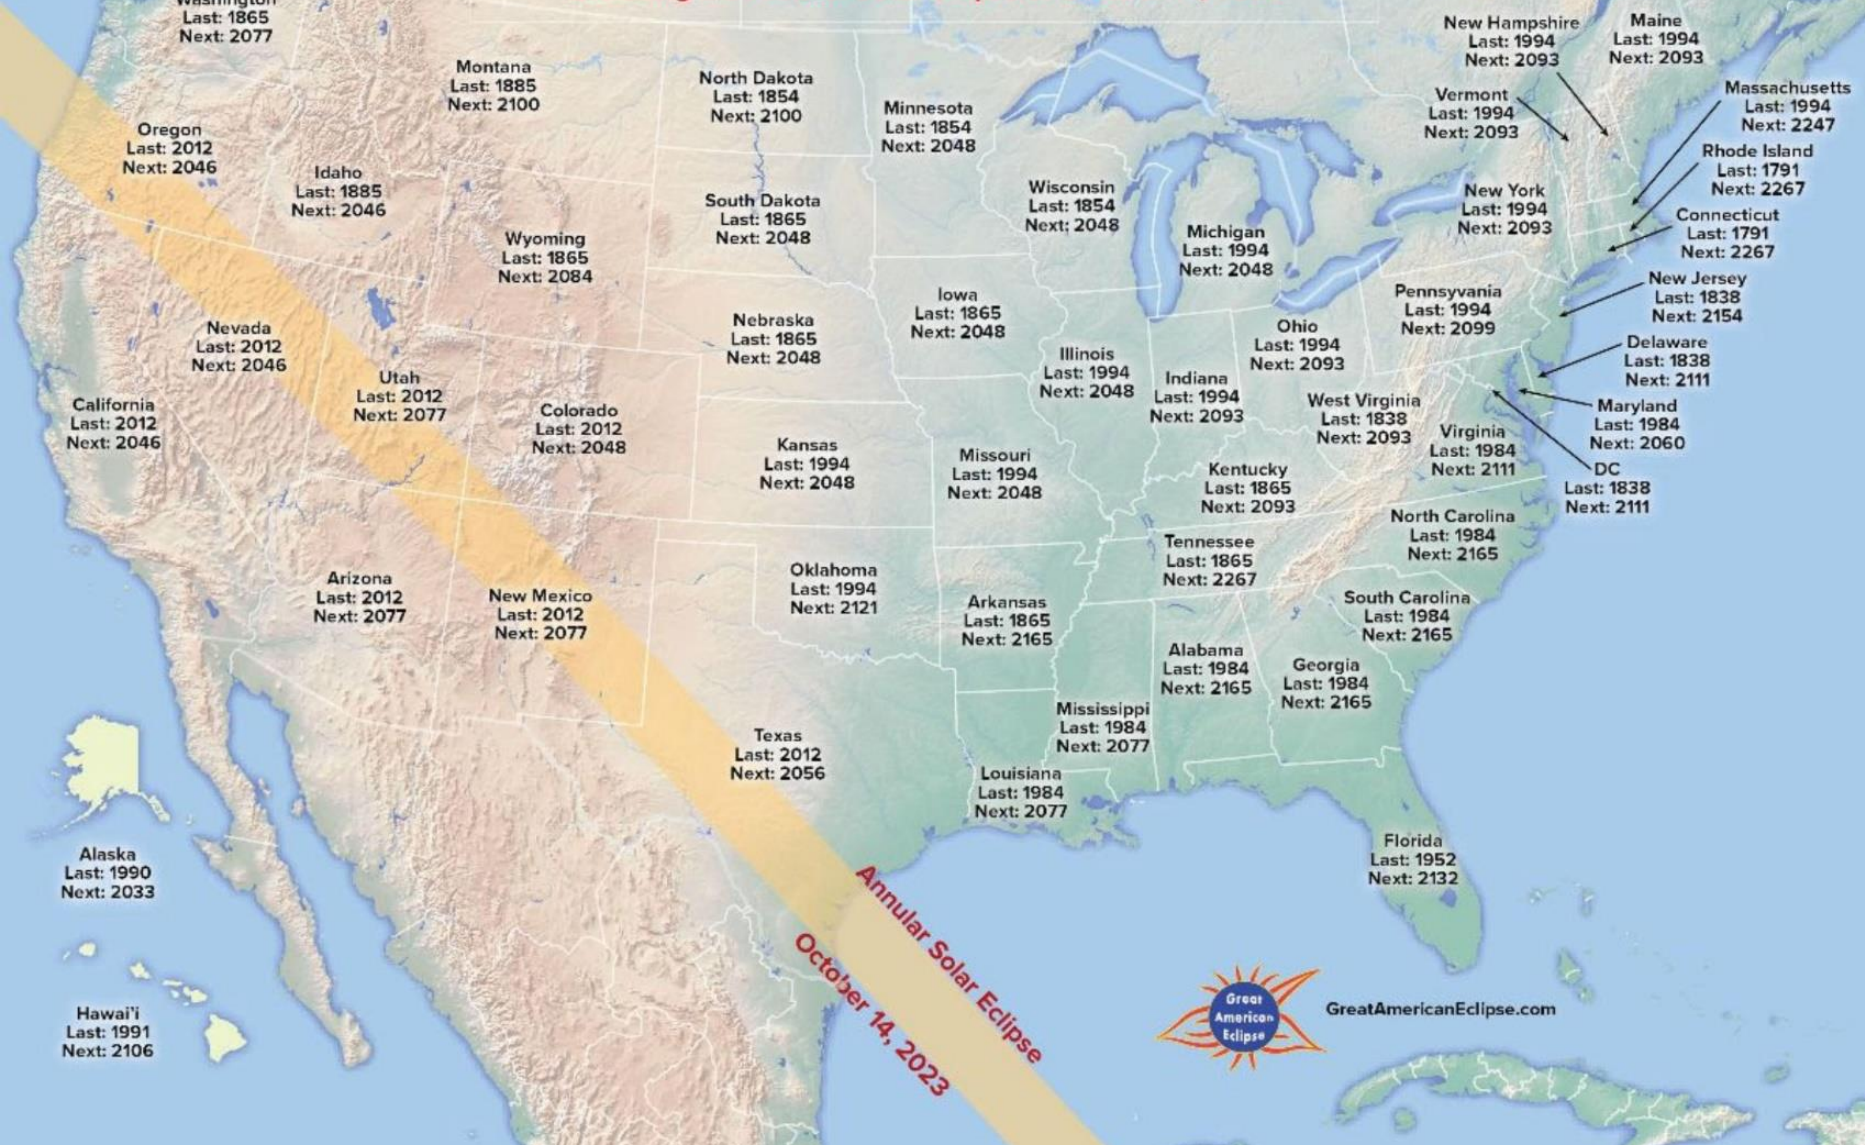 Washington
Last: 1865
Next: 2077
Montana
Last: 1885
Next: 2100
North Dakota
Last: 1854
Next: 2100
Minnesota
Last: 1854
Next: 2048
New Hampshire
Last: 1994
Next: 2093
Maine
Last: 1994
Next: 2093
Vermont
Last: 1994
Next: 2093
Massachusetts
Last: 1994
Next: 2247
Oregon
Last: 2012
Next: 2046
Idaho
Last: 1885
Next: 2046
Wyoming
Last: 1865
Next: 2084
South Dakota
Last: 1865
Next: 2048
Wisconsin
Last: 1854
Next: 2048
Michigan
Last: 1994
Next: 2048
New York
Last: 1994
Next: 2093
Rhode Island
Last: 1791
Next: 2267
Connecticut
Last: 1791
Next: 2267
New Jersey
Last: 1838
Next: 2154
Nevada
Last: 2012
Next: 2046
Utah
Last: 2012
Next: 2077
Nebraska
Last: 1865
Next: 2048
Iowa
Last: 1865
Next: 2048
Illinois
Last: 1994
Next: 2048
Indiana
Last: 1994
Next: 2093
Ohio
Last: 1994
Next: 2093
Pennsyvania
Last: 1994
Next: 2099
Delaware
Last: 1838
Next: 2111
Maryland
Last: 1984
Next: 2060
DC
Last: 1838
Next: 2111
California
Last: 2012
Next: 2046
Colorado
Last: 2012
Next: 2048
Kansas
Last: 1994
Next: 2048
Missouri
Last: 1994
Next: 2048
Kentucky
Last: 1865
Next: 2093
West Virginia
Last: 1838
Next: 2093
Virginia
Last: 1984
Next: 2111
North Carolina
Last: 1984
Next: 2165
Arizona
Last: 2012
Next: 2077
New Mexico
Last: 2012
Next: 2077
Oklahoma
Last: 1994
Next: 2121
Arkansas
Last: 1865
Next: 2165
Tennessee
Last: 1865
Next: 2267
South Carolina
Last: 1984
Next: 2165
Texas
Last: 2012
Next: 2056
Louisiana
Last: 1984
Next: 2077
Mississippi
Last: 1984
Next: 2077
Alabama
Last: 1984
Next: 2165
Georgia
Last: 1984
Next: 2165
Florida
Last: 1952
Next: 2132
Alaska
Last: 1990
Next: 2033
Hawai'i
Last: 1991
Next: 2106
Annular Solar Eclipse
October 14, 2023
Great
American
Eclipse
GreatAmericanEclipse.com